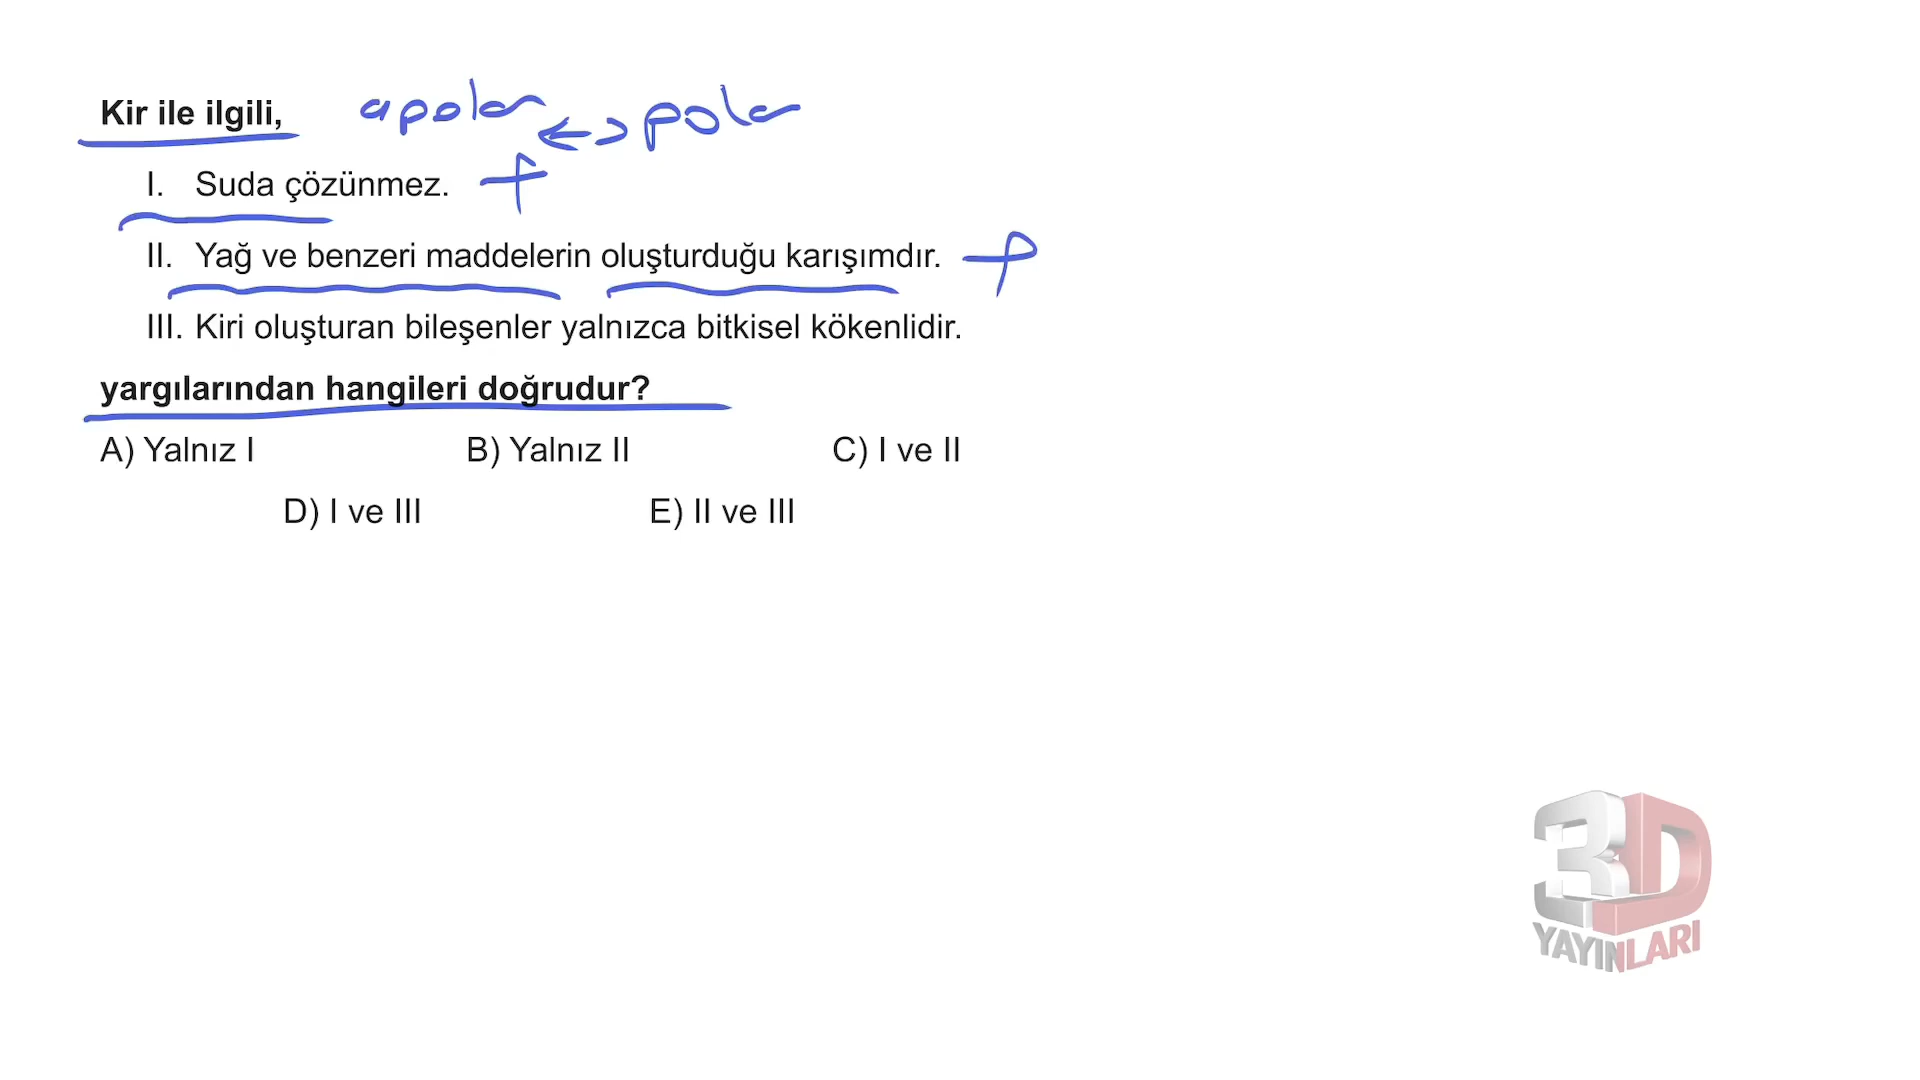 Kir ile ilgili, apolar <-> polar
I. Suda çözünmez. +
II. Yağ ve benzeri maddelerin oluşturduğu karışımdır. +
III. Kiri oluşturan bileşenler yalnızca bitkisel kökenlidir.
yargılarından hangileri doğrudur?
A) Yalnız I B) Yalnız II C) I ve II
D) I ve III E) II ve III
3D
YAYINLARI